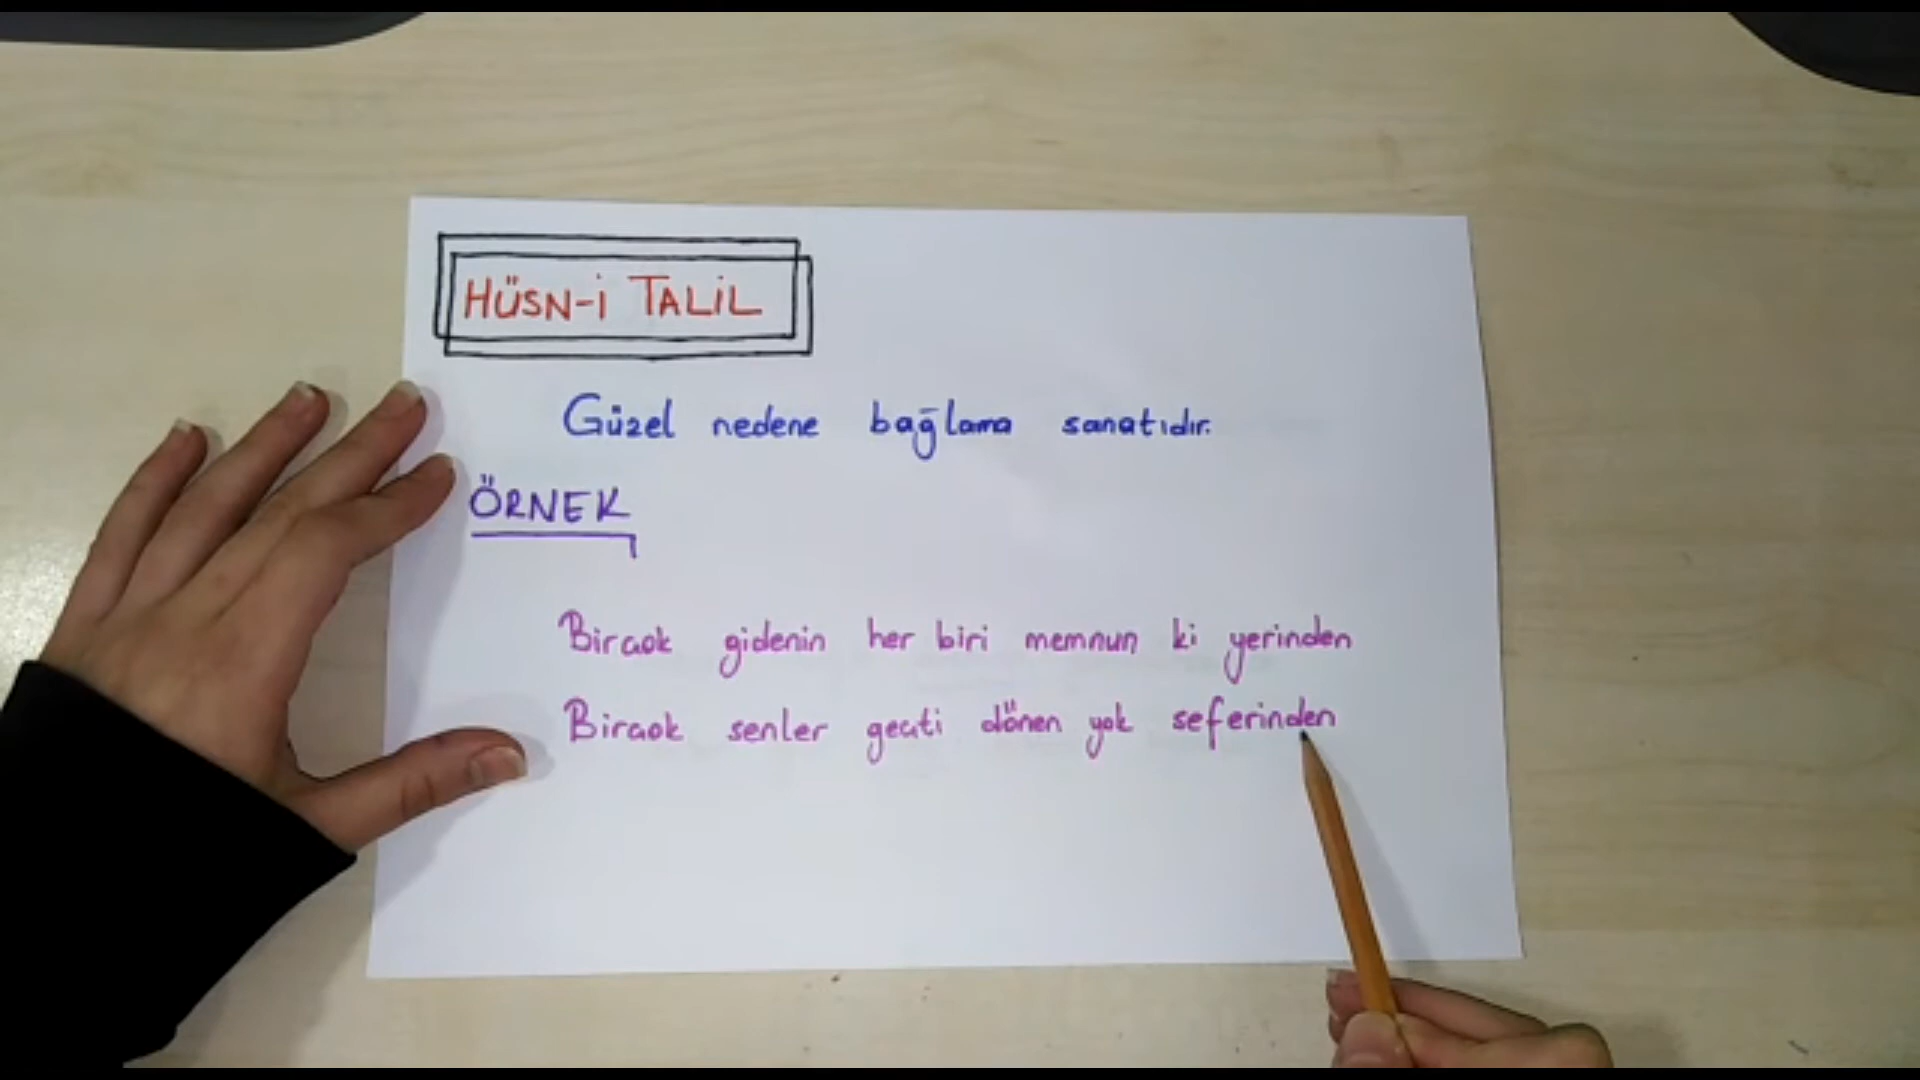 HÜSN-İ TALİL
Güzel nedene bağlama sanatıdır.
ÖRNEK
Birçok gidenin her biri memnun ki yerinden
Birçok senler geçti dönen yok seferinden